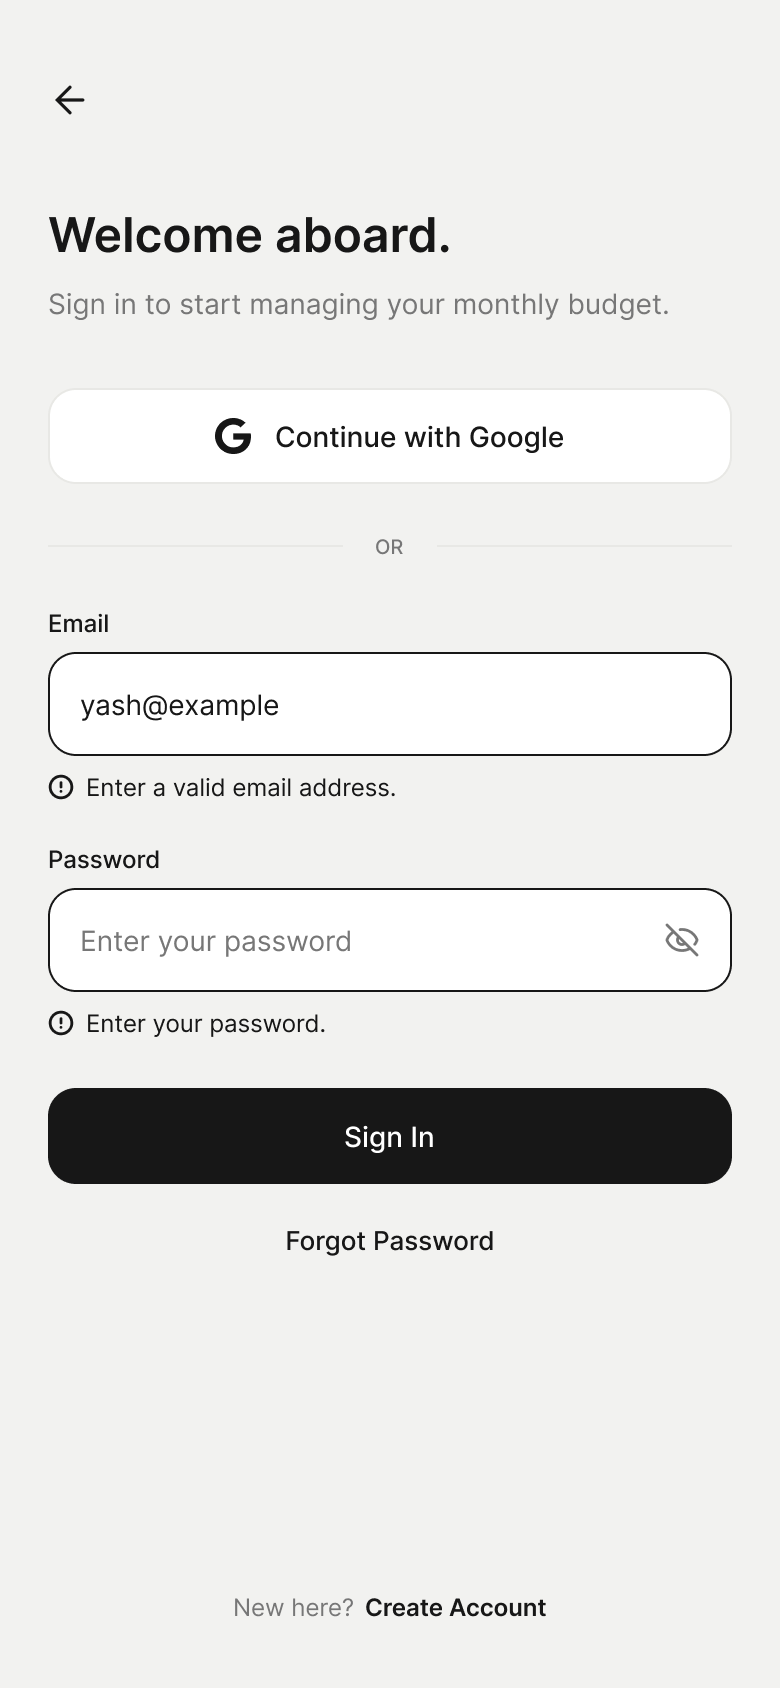 Welcome aboard.
Sign in to start managing your monthly budget.
Continue with Google
OR
Email
yash@example
Enter a valid email address.
Password
Enter your password
Enter your password.
Sign In
Forgot Password
New here? Create Account